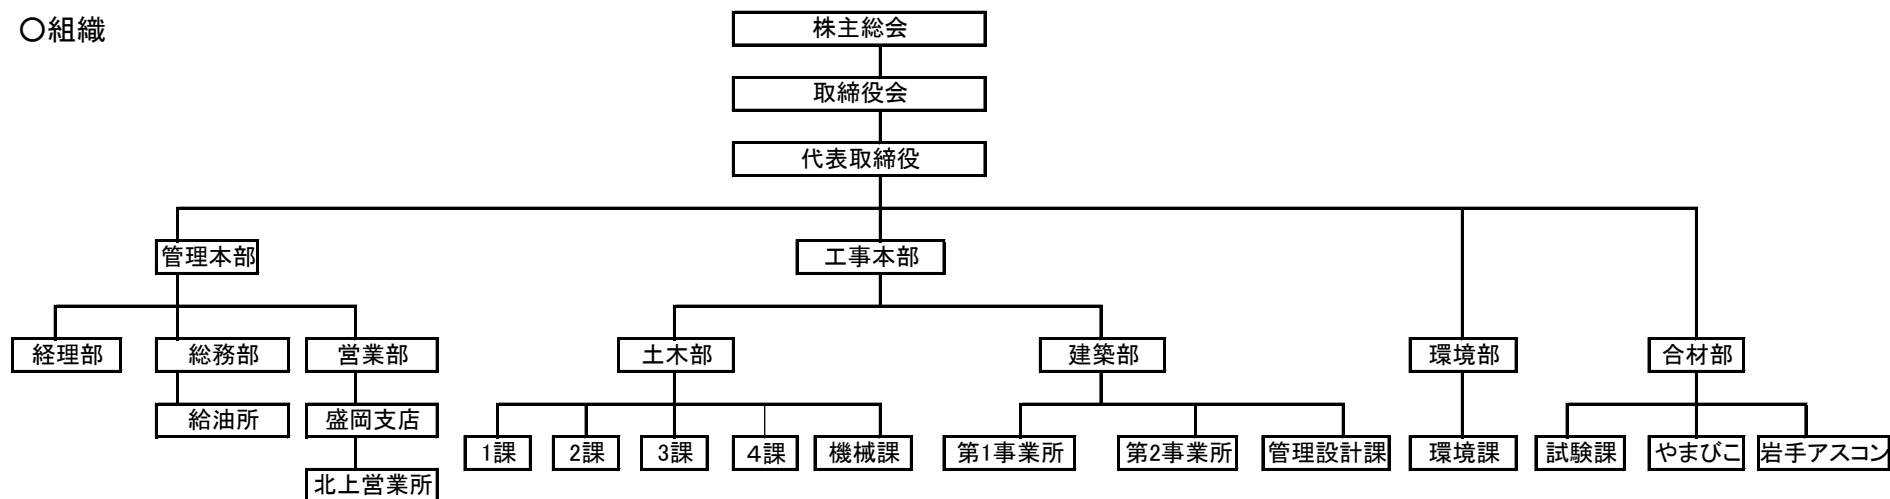 〇組織
株主総会
取締役会
代表取締役
管理本部
工事本部
経理部
総務部
営業部
土木部
建築部
環境部
合材部
給油所
盛岡支店
1課
2課
3課
４課
機械課
第1事業所
第2事業所
管理設計課
環境課
試験課
やまびこ
岩手アスコン
北上営業所